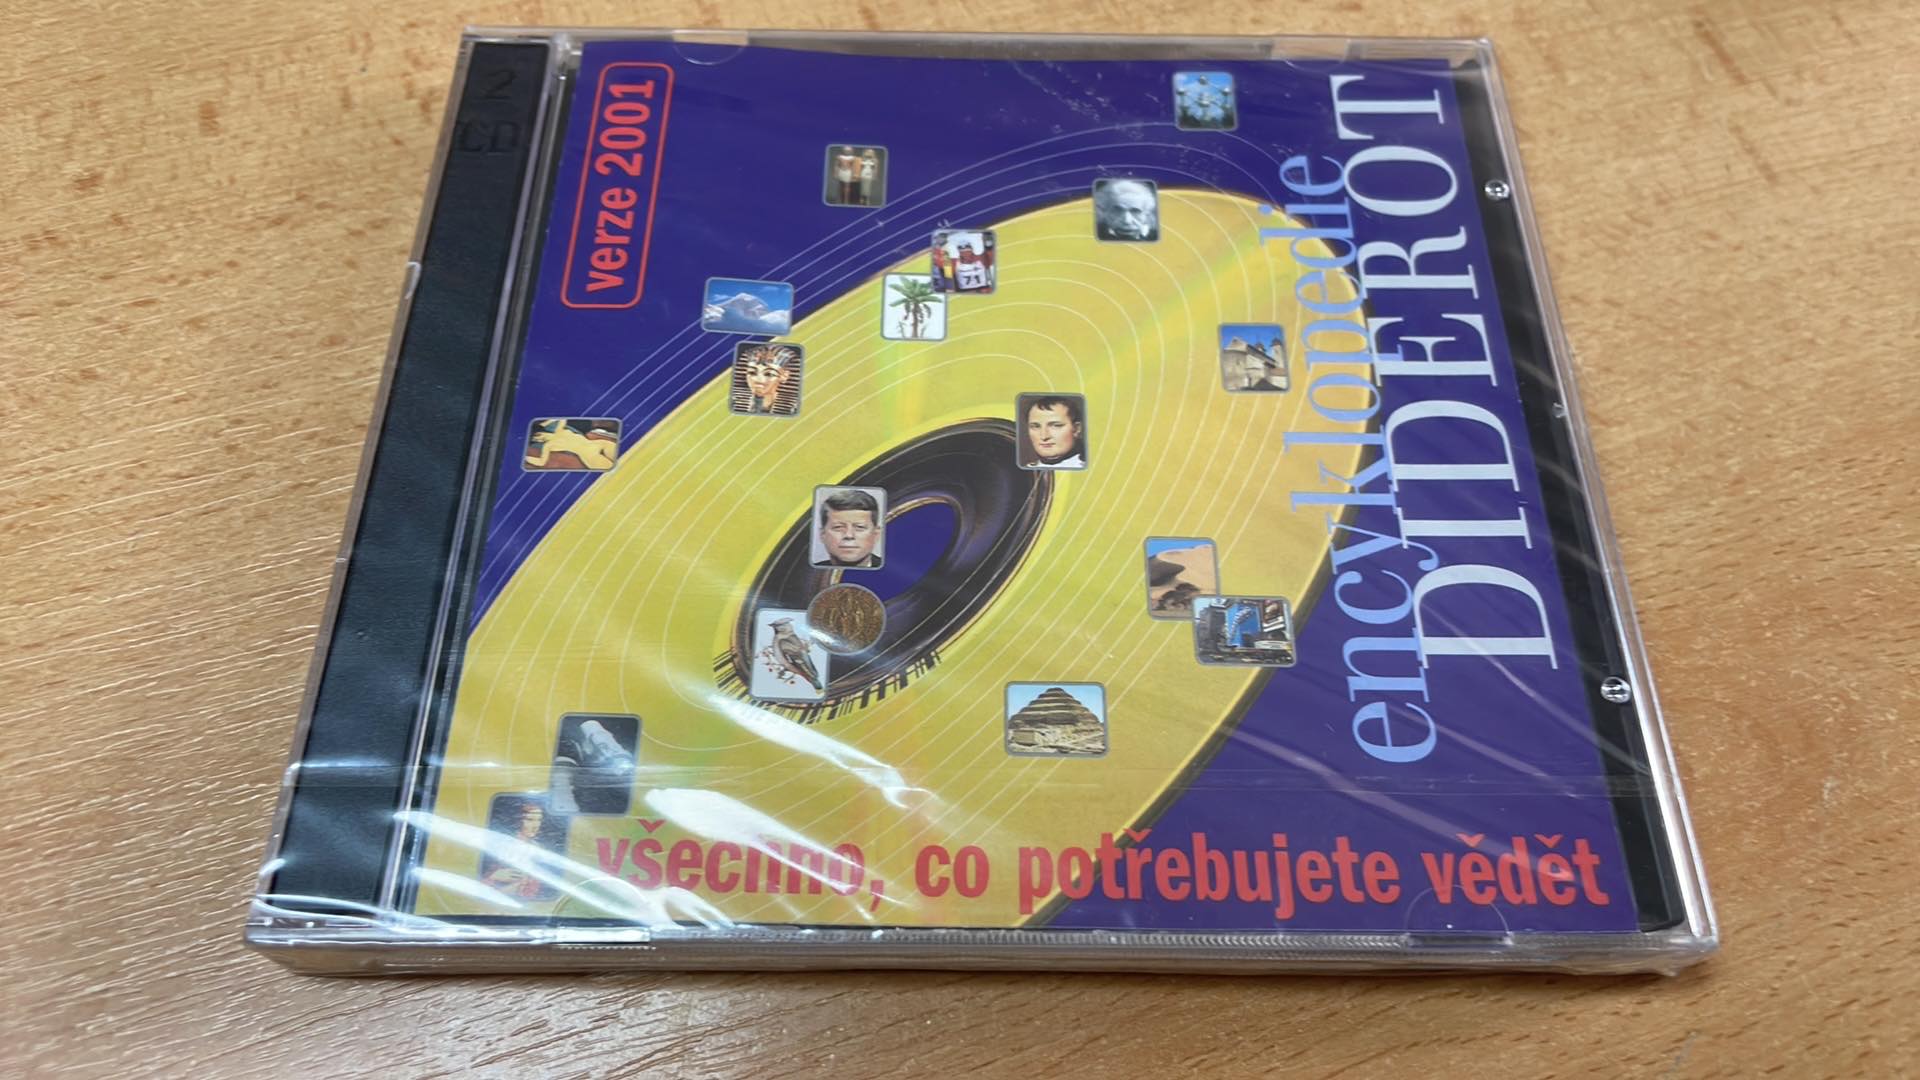 2
CD
verze 2001
encyklopedie
DIDEROT
všechno, co potřebujete vědět